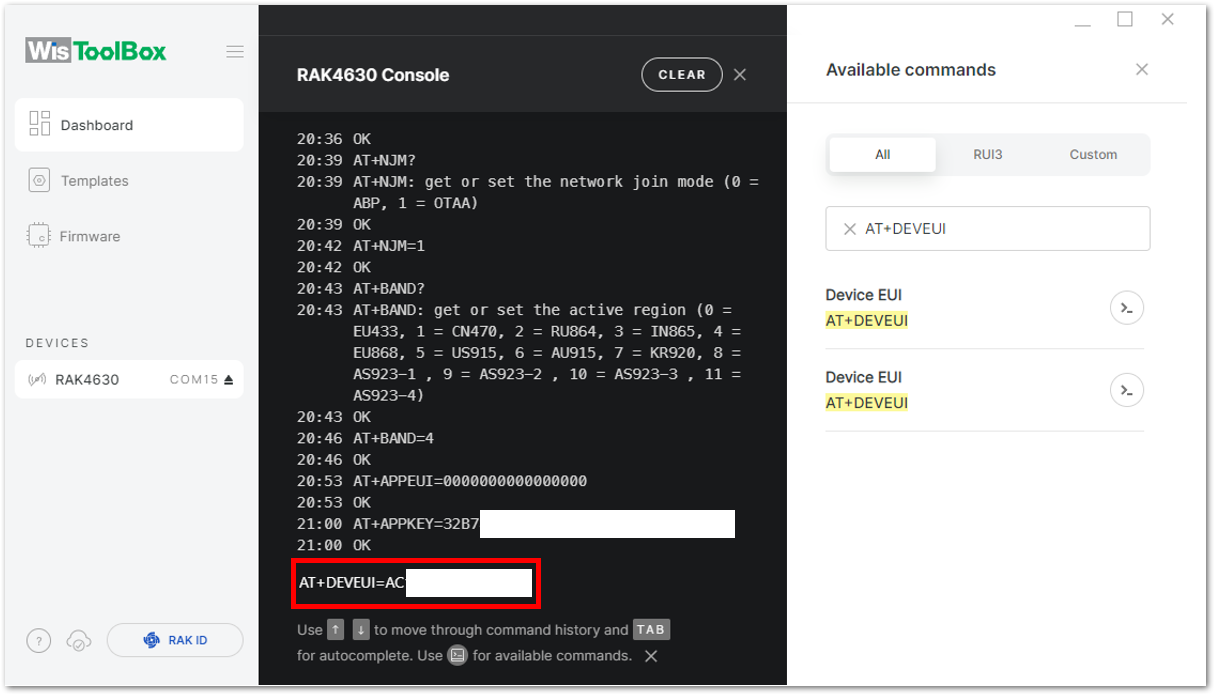 WisToolBox
Dashboard
Templates
Firmware
DEVICES
RAK4630 COM15
?
RAK ID
RAK4630 Console
CLEAR
20:36 OK
20:39 AT+NJM?
20:39 AT+NJM: get or set the network join mode (0 =
ABP, 1 = OTAA)
20:39 OK
20:42 AT+NJM=1
20:42 OK
20:43 AT+BAND?
20:43 AT+BAND: get or set the active region (0 =
EU433, 1 = CN470, 2 = RU864, 3 = IN865, 4 =
EU868, 5 = US915, 6 = AU915, 7 = KR920, 8 =
AS923-1 , 9 = AS923-2 , 10 = AS923-3 , 11 =
AS923-4)
20:43 OK
20:46 AT+BAND=4
20:46 OK
20:53 AT+APPEUI=0000000000000000
20:53 OK
21:00 AT+APPKEY=32B7
21:00 OK
AT+DEVEUI=AC
Use ↑ ↓ to move through command history and TAB
for autocomplete. Use for available commands.
Available commands
All RUI3 Custom
AT+DEVEUI
Device EUI
AT+DEVEUI
Device EUI
AT+DEVEUI